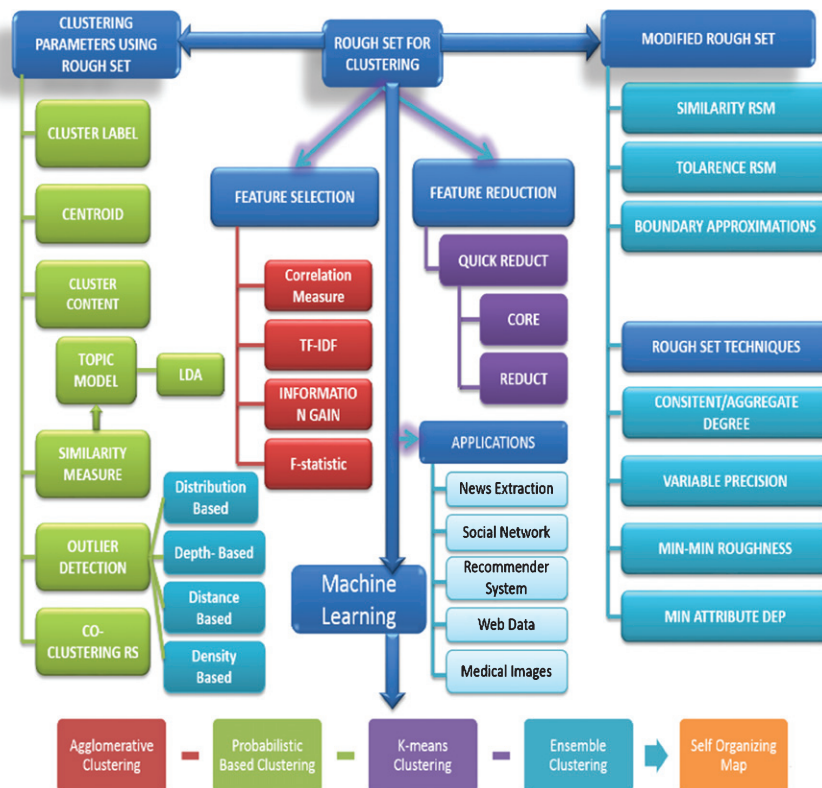 CLUSTERING
PARAMETERS USING
ROUGH SET
ROUGH SET FOR
CLUSTERING
MODIFIED ROUGH SET
CLUSTER LABEL
CENTROID
CLUSTER
CONTENT
TOPIC
MODEL
LDA
SIMILARITY
MEASURE
OUTLIER
DETECTION
CO-
CLUSTERING RS
Distribution
Based
Depth- Based
Distance
Based
Density
Based
FEATURE SELECTION
Correlation
Measure
TF-IDF
INFORMATIO
N GAIN
F-statistic
FEATURE REDUCTION
QUICK REDUCT
CORE
REDUCT
APPLICATIONS
News Extraction
Social Network
Recommender
System
Web Data
Medical Images
Machine
Learning
SIMILARITY RSM
TOLARENCE RSM
BOUNDARY APPROXIMATIONS
ROUGH SET TECHNIQUES
CONSITENT/AGGREGATE
DEGREE
VARIABLE PRECISION
MIN-MIN ROUGHNESS
MIN ATTRIBUTE DEP
Agglomerative
Clustering
Probabilistic
Based Clustering
K-means
Clustering
Ensemble
Clustering
Self Organizing
Map